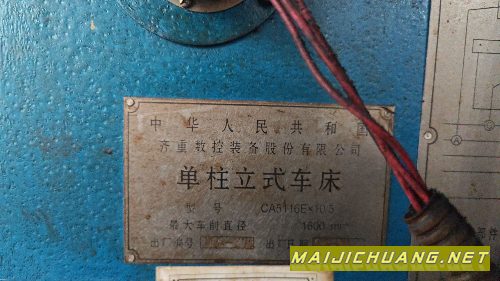 中华人民共和国
齐重数控装备股份有限公司
单柱立式车床
型号 CA5116E×10/5
最大车削直径 1600 mm
出厂编号 出厂日期
MAIJICHUANG.NET